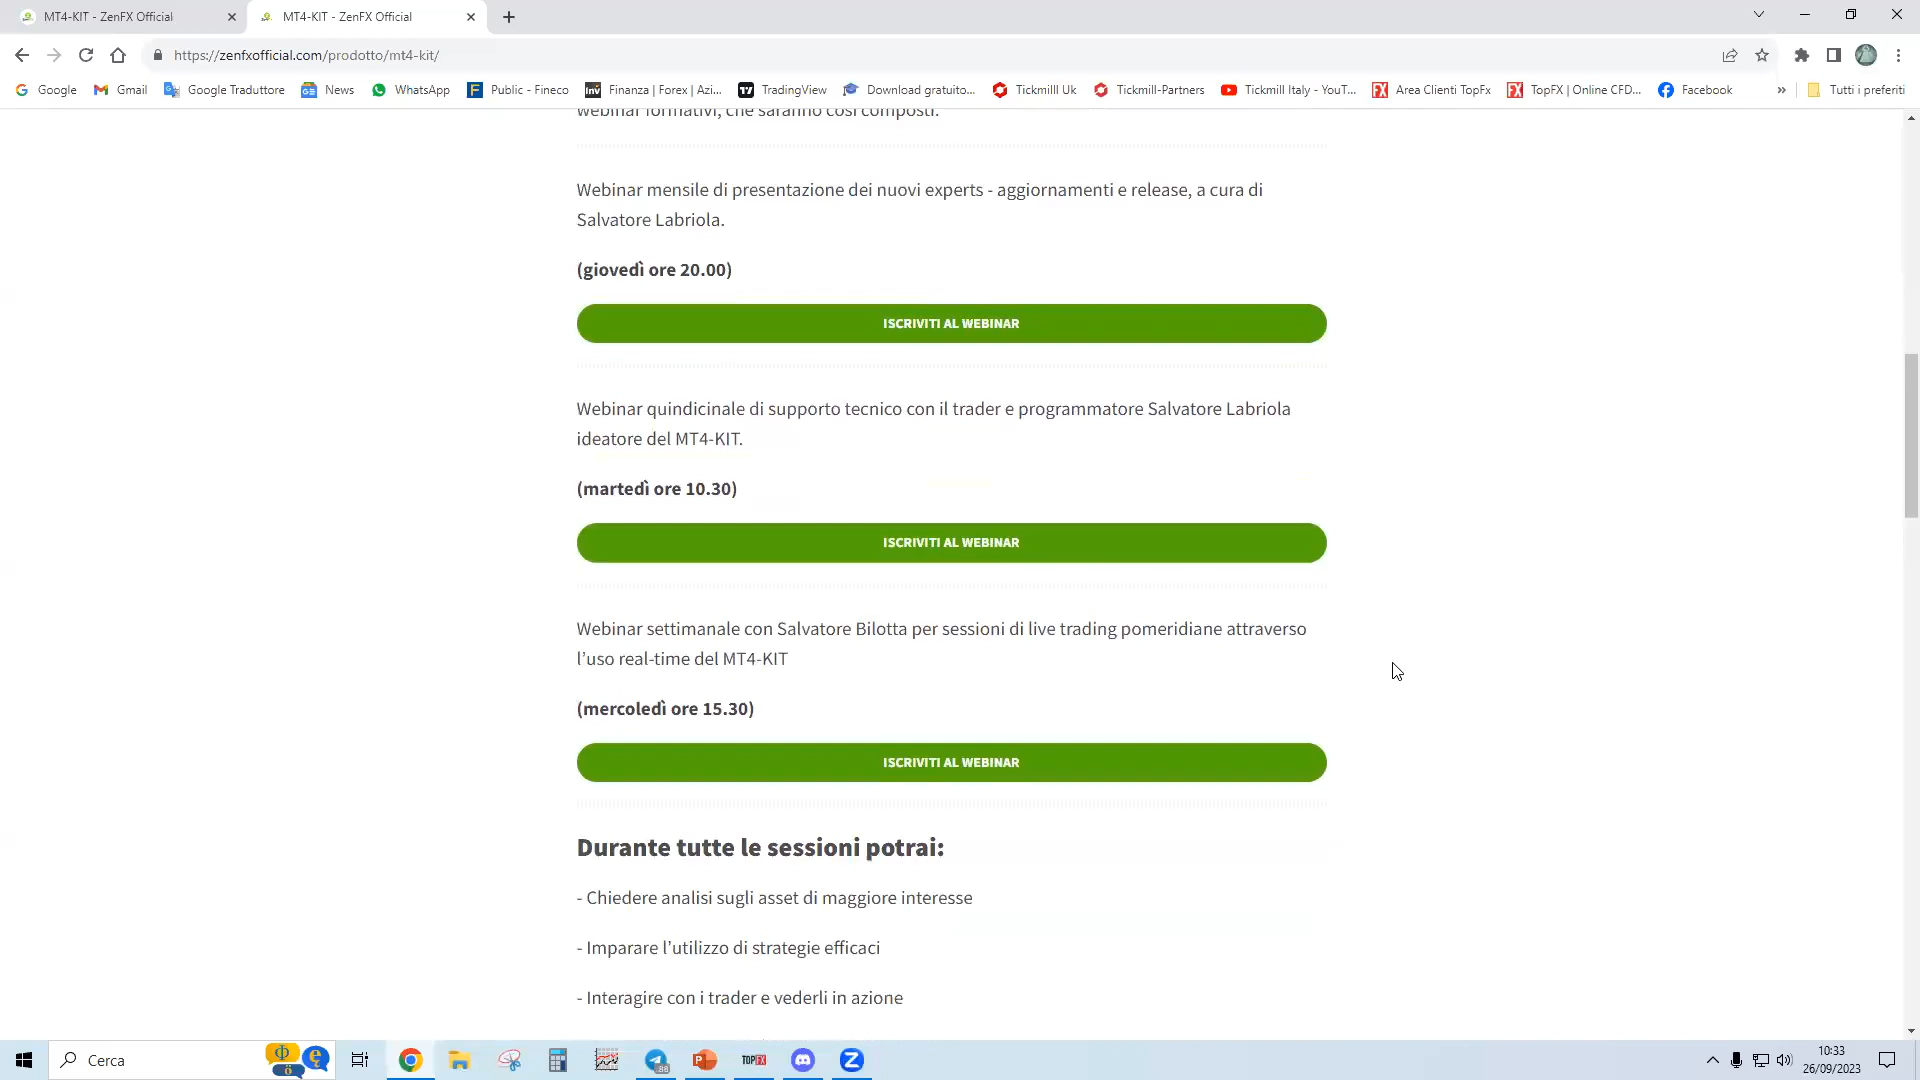 MT4-KIT - ZenFX Official
MT4-KIT - ZenFX Official
https://zenfxofficial.com/prodotto/mt4-kit/
Google
Gmail
Google Traduttore
News
WhatsApp
Public - Fineco
Finanza | Forex | Azi...
TradingView
Download gratuito...
Tickmilll Uk
Tickmill-Partners
Tickmill Italy - YouT...
Area Clienti TopFx
TopFX | Online CFD...
Facebook
»
Tutti i preferiti
webinar formativi, che saranno così composti:
Webinar mensile di presentazione dei nuovi experts - aggiornamenti e release, a cura di
Salvatore Labriola.
(giovedì ore 20.00)
ISCRIVITI AL WEBINAR
Webinar quindicinale di supporto tecnico con il trader e programmatore Salvatore Labriola
ideatore del MT4-KIT.
(martedì ore 10.30)
ISCRIVITI AL WEBINAR
Webinar settimanale con Salvatore Bilotta per sessioni di live trading pomeridiane attraverso
l’uso real-time del MT4-KIT
(mercoledì ore 15.30)
ISCRIVITI AL WEBINAR
Durante tutte le sessioni potrai:
- Chiedere analisi sugli asset di maggiore interesse
- Imparare l’utilizzo di strategie efficaci
- Interagire con i trader e vederli in azione
Cerca
TOPFX
10:33
26/09/2023